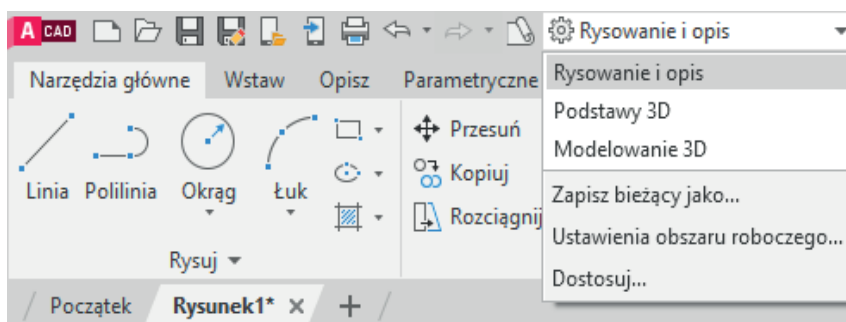 A CAD Rysowanie i opis
Narzędzia główne Wstaw Opisz Parametryczne
Rysowanie i opis
Podstawy 3D
Modelowanie 3D
Zapisz bieżący jako...
Ustawienia obszaru roboczego...
Dostosuj...
Linia Polilinia Okrąg Łuk
Przesuń
Kopiuj
Rozciągnij
Rysuj
Początek Rysunek1*